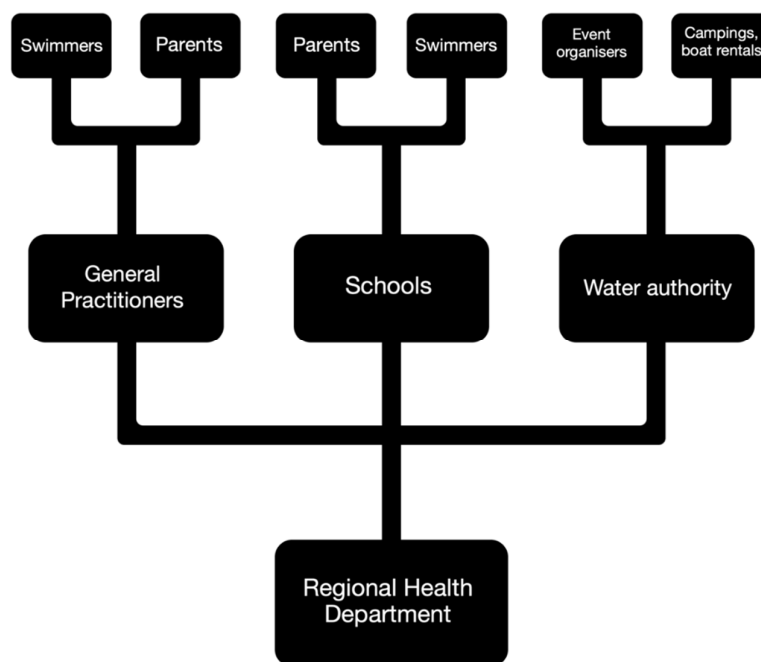 Swimmers
Parents
Parents
Swimmers
Event
organisers
Campings,
boat rentals
General
Practitioners
Schools
Water authority
Regional Health
Department